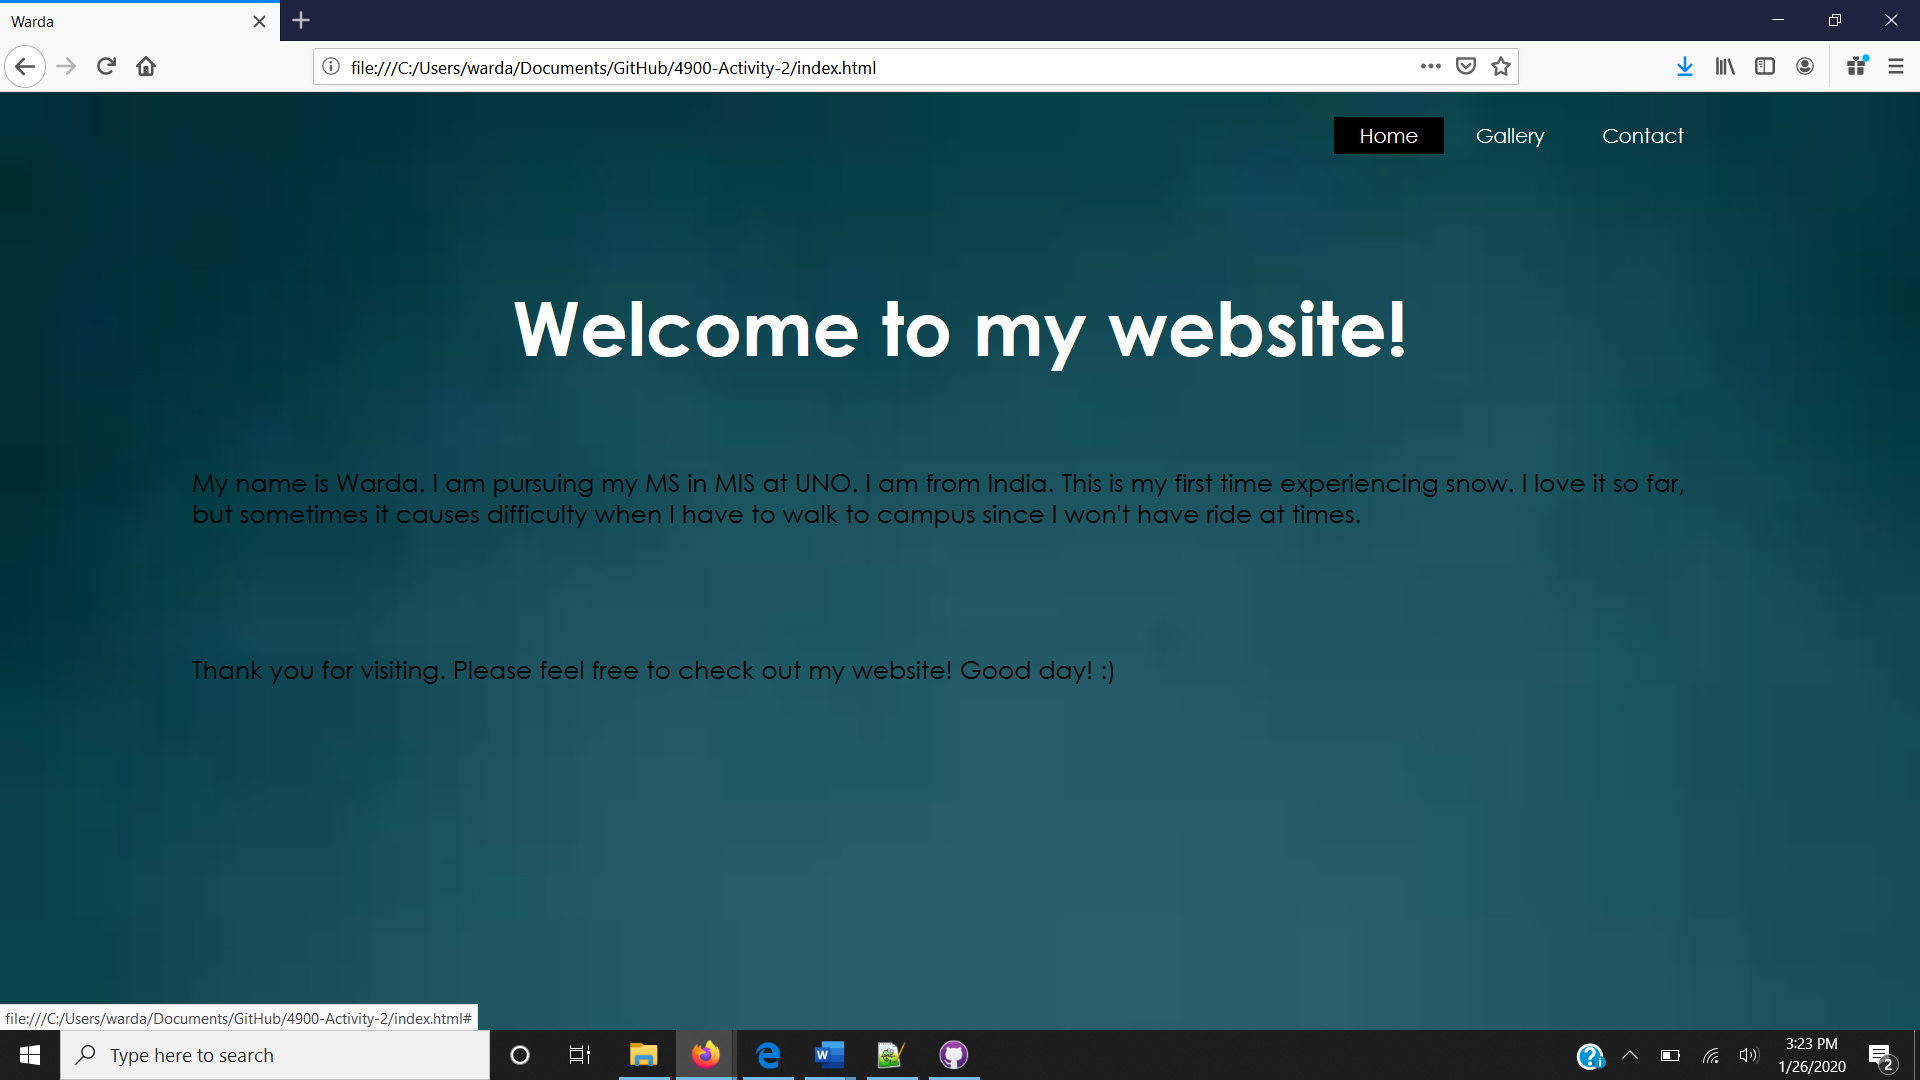 Warda
file:///C:/Users/warda/Documents/GitHub/4900-Activity-2/index.html
Home Gallery Contact
Welcome to my website!
My name is Warda. I am pursuing my MS in MIS at UNO. I am from India. This is my first time experiencing snow. I love it so far,
but sometimes it causes difficulty when I have to walk to campus since I won't have ride at times.
Thank you for visiting. Please feel free to check out my website! Good day! :)
file:///C:/Users/warda/Documents/GitHub/4900-Activity-2/index.html#
Type here to search
3:23 PM
1/26/2020
2